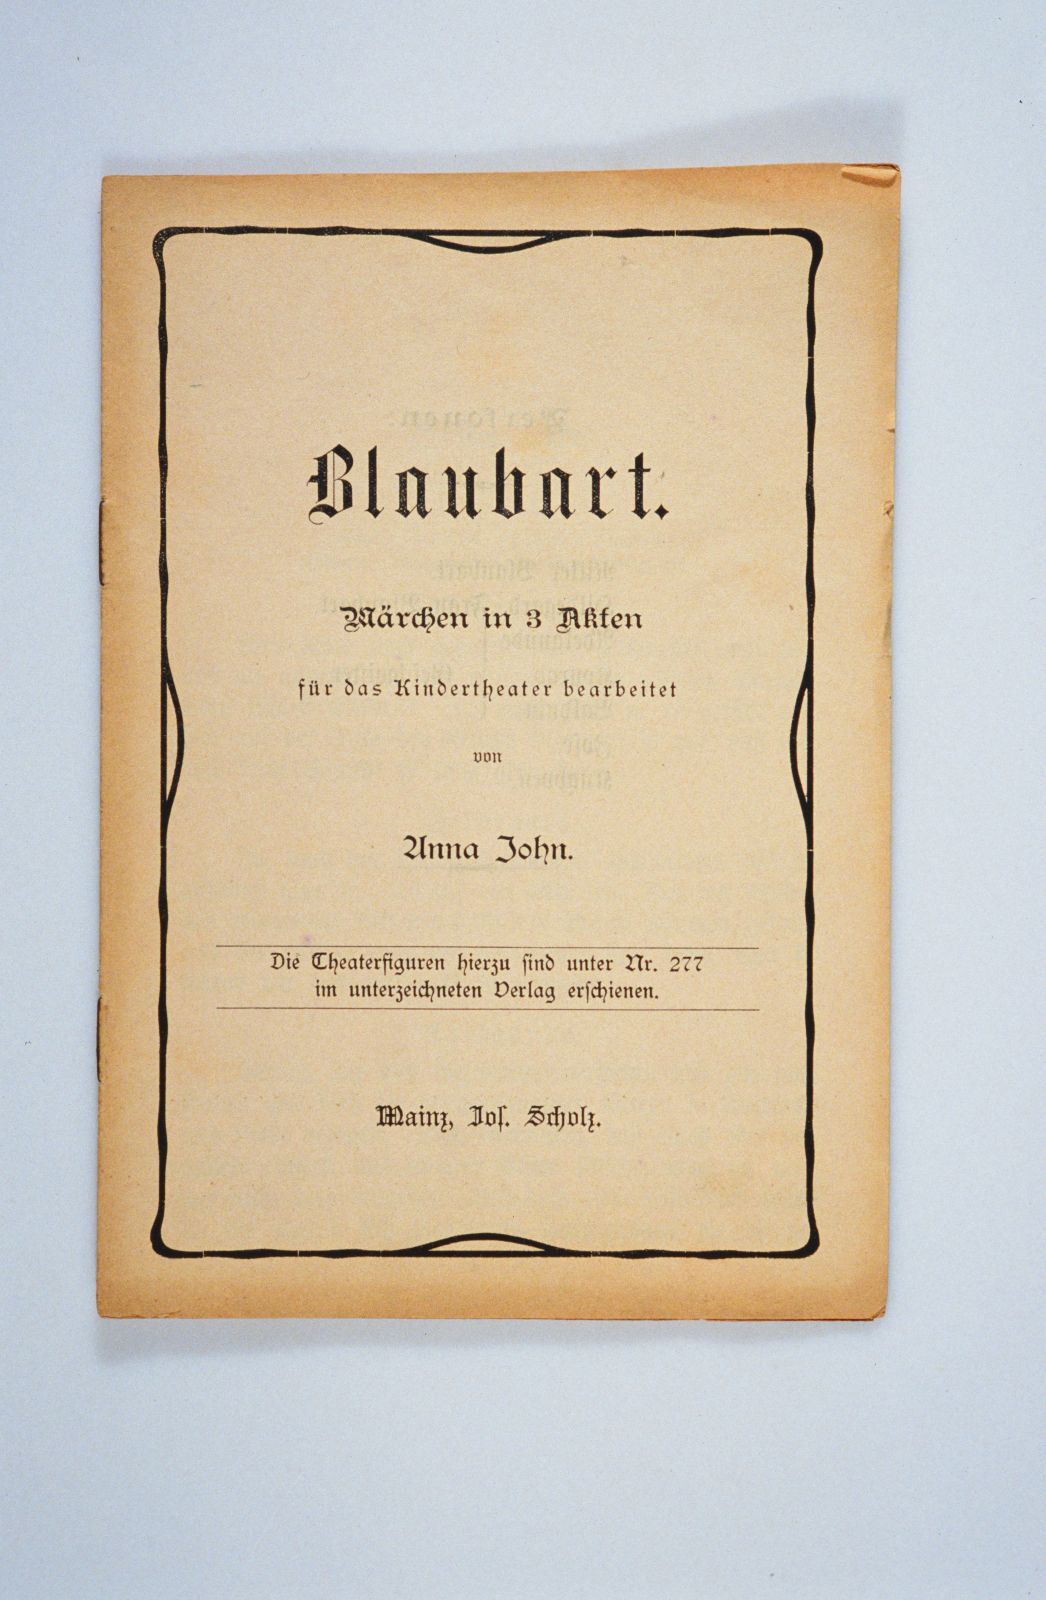 Blaubart.
Märchen in 3 Akten
für das Kindertheater bearbeitet
von
Anna John.
Die Theaterfiguren hierzu sind unter Nr. 277
im unterzeichneten Verlag erschienen.
Mainz, Jos. Scholz.